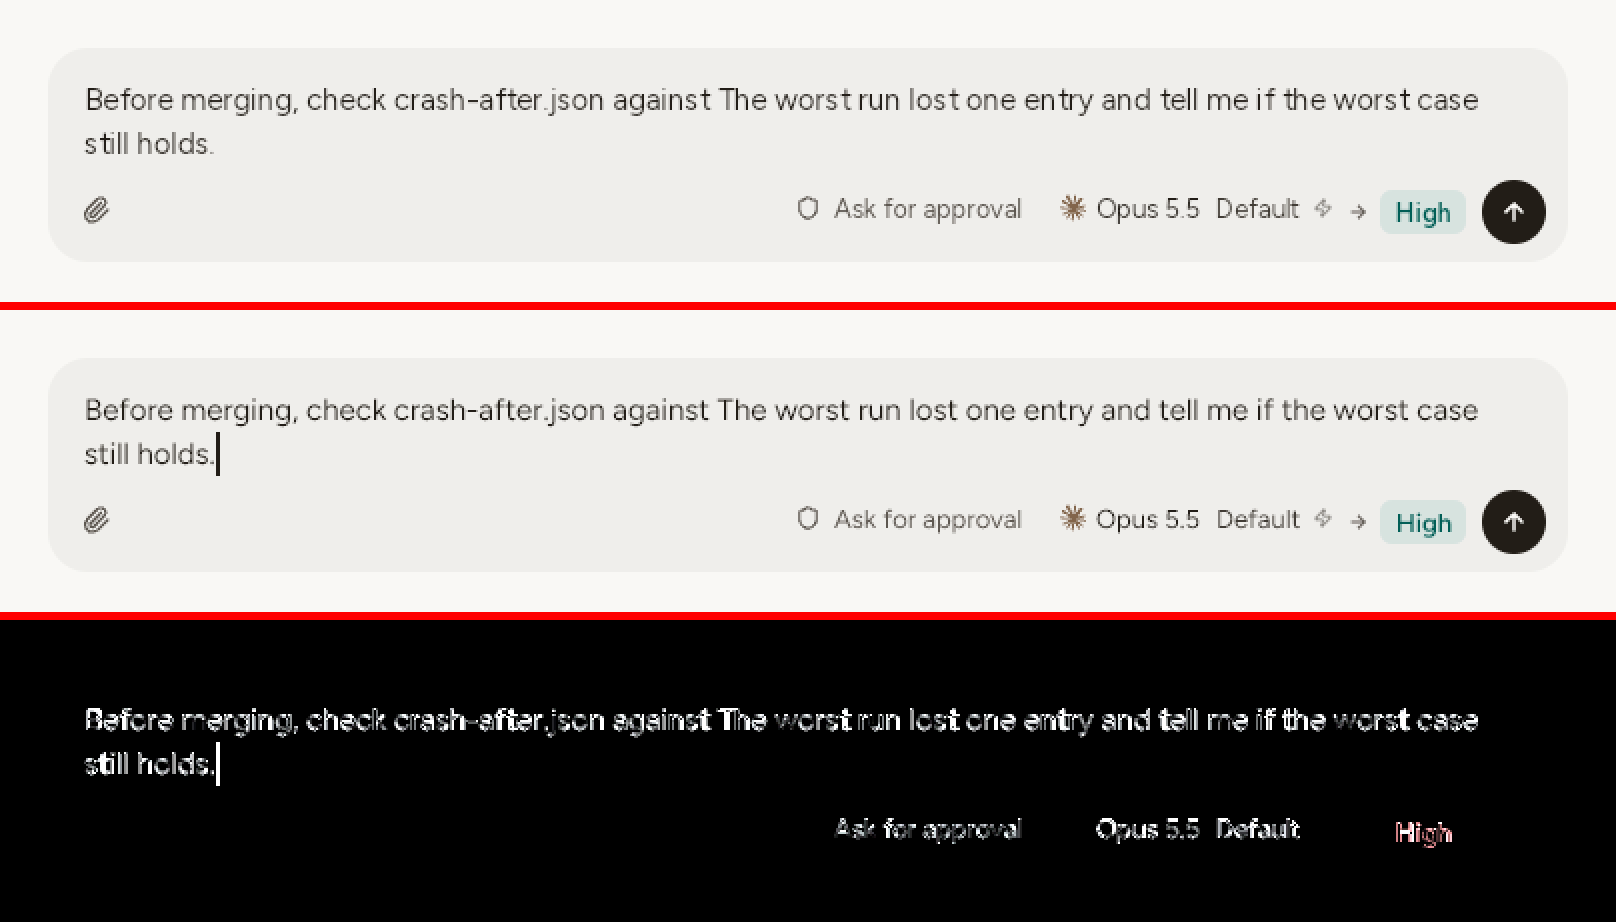 Before merging, check crash-after.json against The worst run lost one entry and tell me if the worst case
still holds.
Ask for approval Opus 5.5 Default High
Before merging, check crash-after.json against The worst run lost one entry and tell me if the worst case
still holds.
Ask for approval Opus 5.5 Default High
Before merging, check crash-after.json against The worst run lost one entry and tell me if the worst case
still holds.
Ask for approval Opus 5.5 Default High